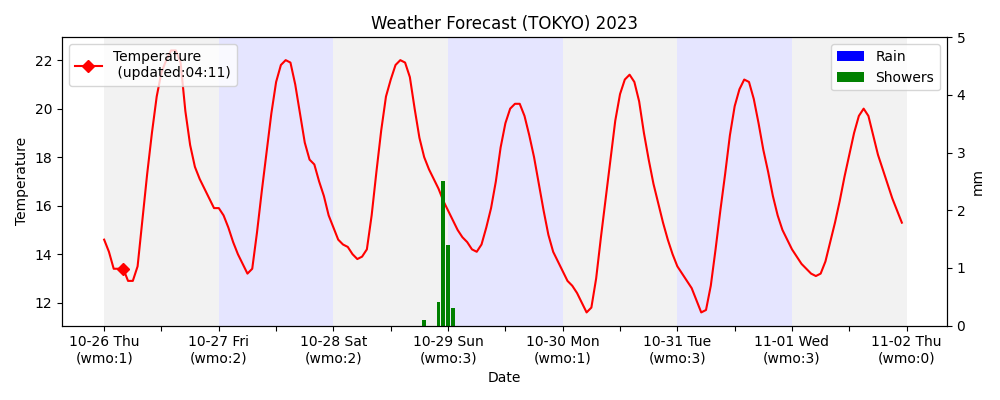 Weather Forecast (TOKYO) 2023
Temperature
(updated:04:11)
Rain
Showers
Temperature
22
20
18
16
14
12
5
4
3
2
1
0
mm
10-26 Thu
(wmo:1)
10-27 Fri
(wmo:2)
10-28 Sat
(wmo:2)
10-29 Sun
(wmo:3)
10-30 Mon
(wmo:1)
10-31 Tue
(wmo:3)
11-01 Wed
(wmo:3)
11-02 Thu
(wmo:0)
Date